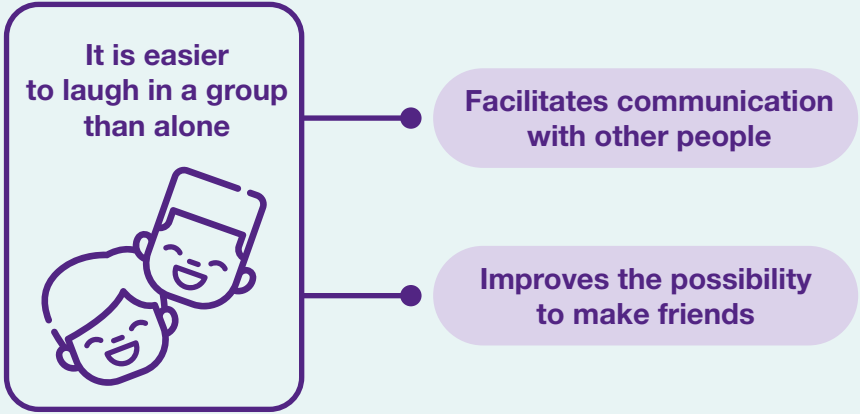 It is easier
to laugh in a group
than alone
Facilitates communication
with other people
Improves the possibility
to make friends